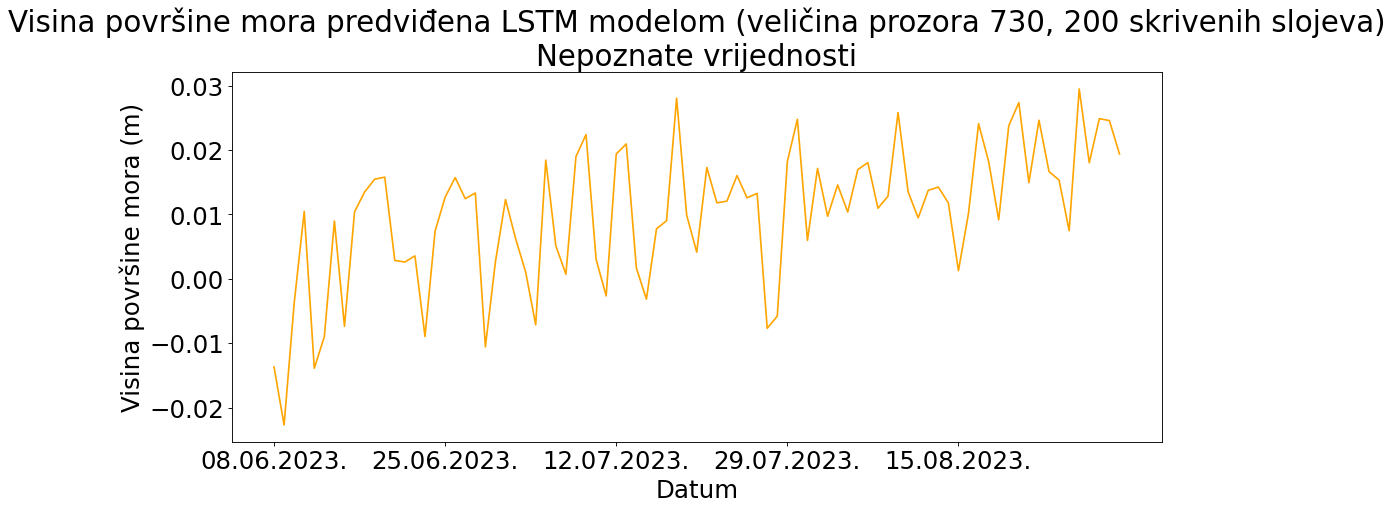 Visina površine mora predviđena LSTM modelom (veličina prozora 730, 200 skrivenih slojeva)
Nepoznate vrijednosti
Visina površine mora (m)
0.03
0.02
0.01
0.00
−0.01
−0.02
08.06.2023. 25.06.2023. 12.07.2023. 29.07.2023. 15.08.2023.
Datum